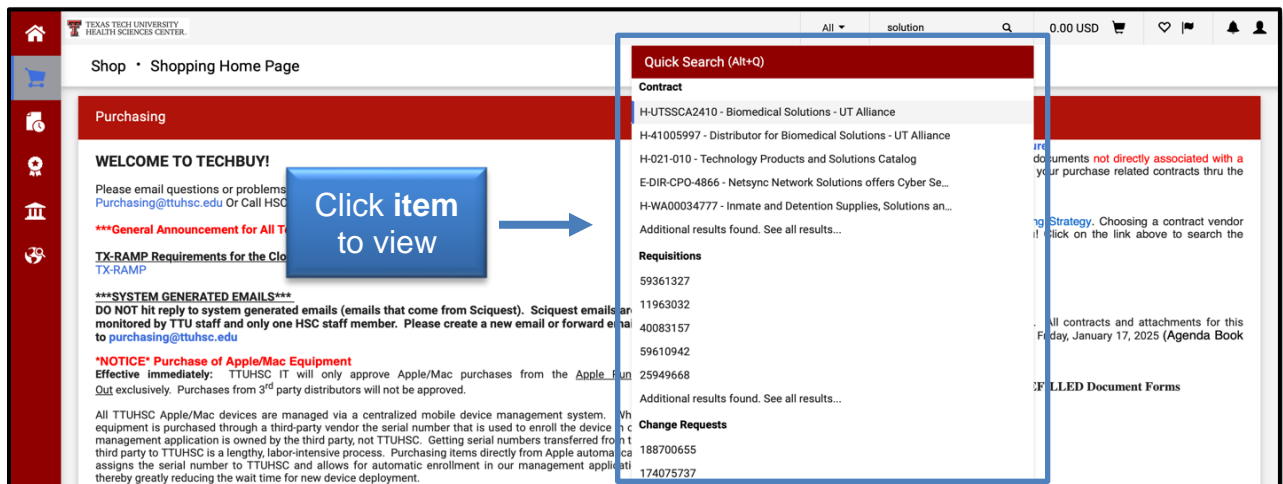 TEXAS TECH UNIVERSITY
HEALTH SCIENCES CENTER.
All
solution
0.00 USD
Shop · Shopping Home Page
Quick Search (Alt+Q)
Contract
H-UTSSCA2410 - Biomedical Solutions - UT Alliance
H-41005997 - Distributor for Biomedical Solutions - UT Alliance
H-021-010 - Technology Products and Solutions Catalog
E-DIR-CPO-4866 - Netsync Network Solutions offers Cyber Se...
H-WA00034777 - Inmate and Detention Supplies, Solutions an...
Additional results found. See all results...
Requisitions
59361327
11963032
40083157
59610942
25949668
Additional results found. See all results...
Change Requests
188700655
174075737
Purchasing
WELCOME TO TECHBUY!
Please email questions or problems
Purchasing@ttuhsc.edu Or Call HSC
***General Announcement for All
TX-RAMP Requirements for the
TX-RAMP
***SYSTEM GENERATED EMAILS***
DO NOT hit reply to system generated emails (emails that come from Sciquest). Sciquest emails
monitored by TTU staff and only one HSC staff member. Please create a new email or forward
to purchasing@ttuhsc.edu
*NOTICE* Purchase of Apple/Mac Equipment
Effective immediately: TTUHSC IT will only approve Apple/Mac purchases from the Apple
Out exclusively. Purchases from 3rd party distributors will not be approved.
All TTUHSC Apple/Mac devices are managed via a centralized mobile device management system.
equipment is purchased through a third-party vendor the serial number that is used to enroll the device
management application is owned by the third party, not TTUHSC. Getting serial numbers transferred from
third party to TTUHSC is a lengthy, labor-intensive process. Purchasing items directly from Apple
assigns the serial number to TTUHSC and allows for automatic enrollment in our management
thereby greatly reducing the wait time for new device deployment.
Click item
to view
documents not directly associated with a
your purchase related contracts thru the
Strategy. Choosing a contract vendor
Click on the link above to search the
All contracts and attachments for this
Friday, January 17, 2025 (Agenda Book
Document Forms